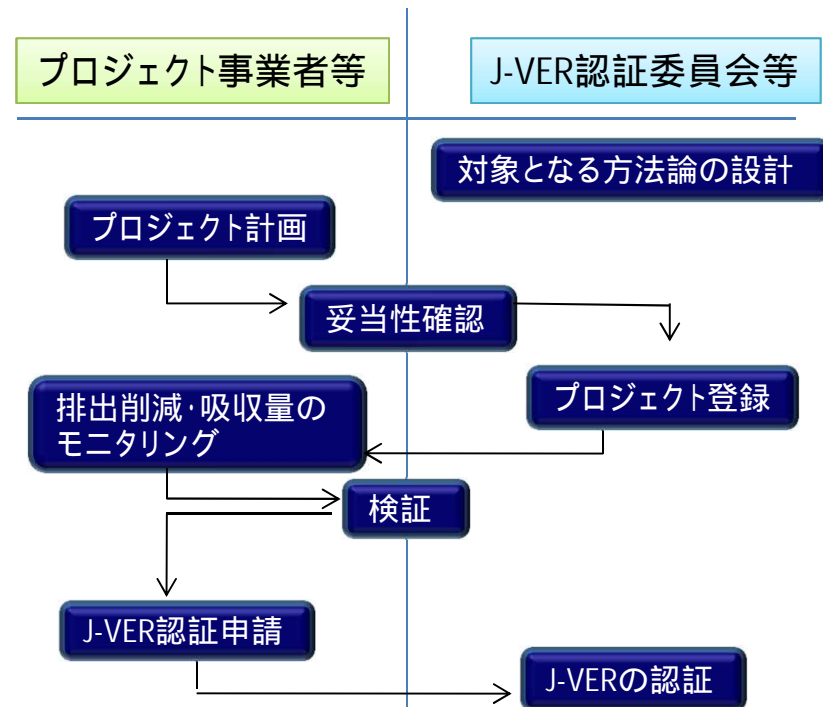 プロジェクト事業者等
J-VER認証委員会等
対象となる方法論の設計
プロジェクト計画
妥当性確認
プロジェクト登録
排出削減･吸収量の
モニタリング
検証
J-VER認証申請
J-VERの認証